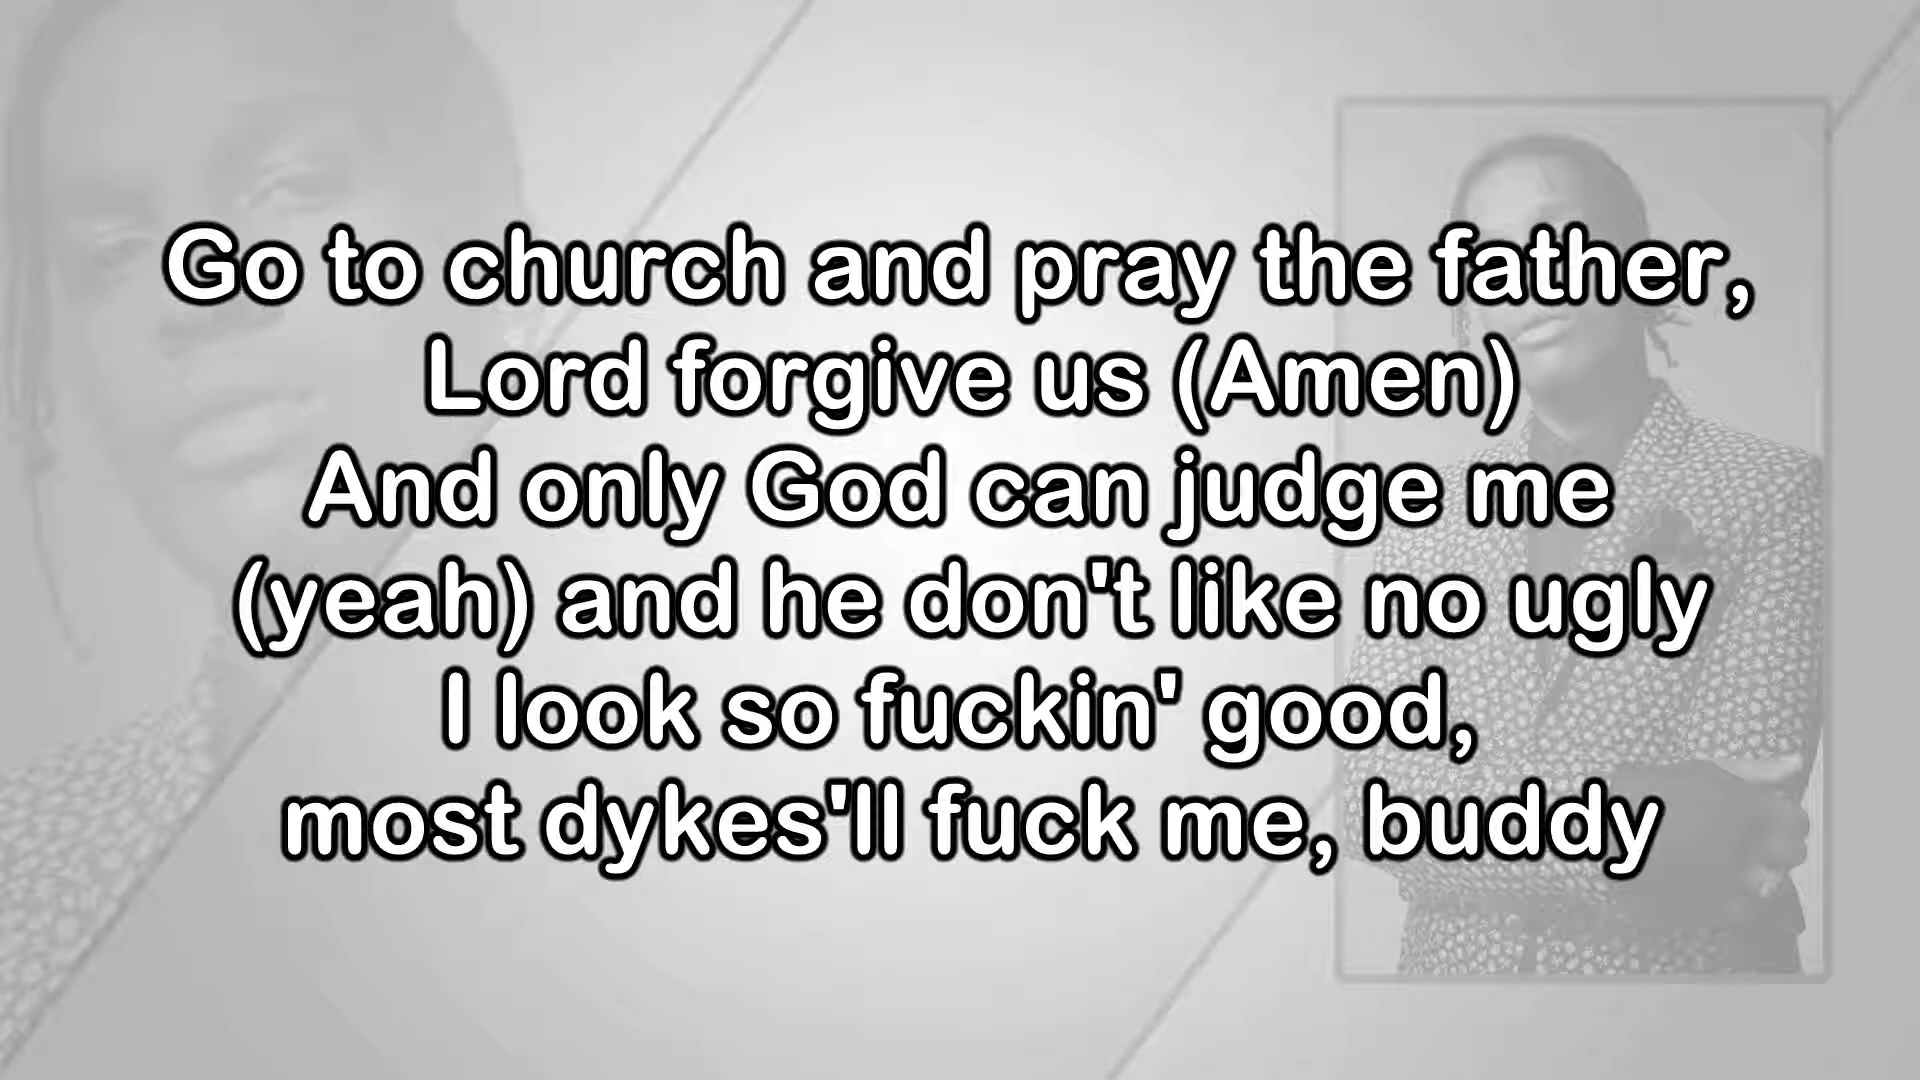 Go to church and pray the father,
Lord forgive us (Amen)
And only God can judge me
(yeah) and he don't like no ugly
I look so fuckin' good,
most dykes'll fuck me, buddy